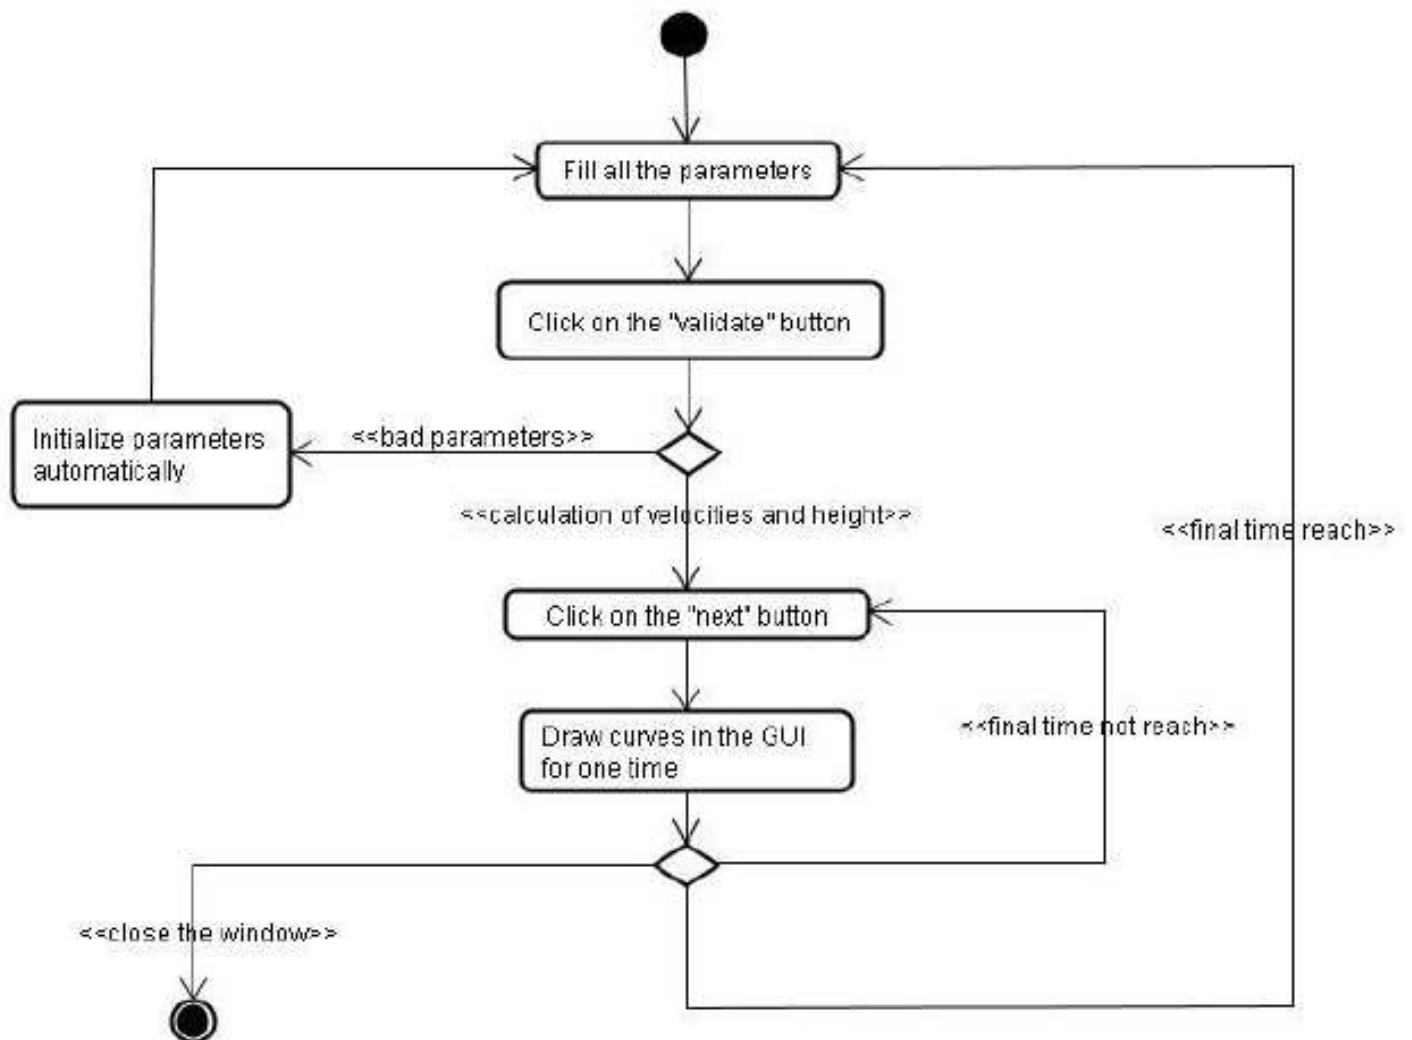 Fill all the parameters
Click on the "validate" button
Initialize parameters
automatically
<<bad parameters>>
<<calculation of velocities and height>>
<<final time reach>>
Click on the "next" button
Draw curves in the GUI
for one time
<<final time not reach>>
<<close the window>>